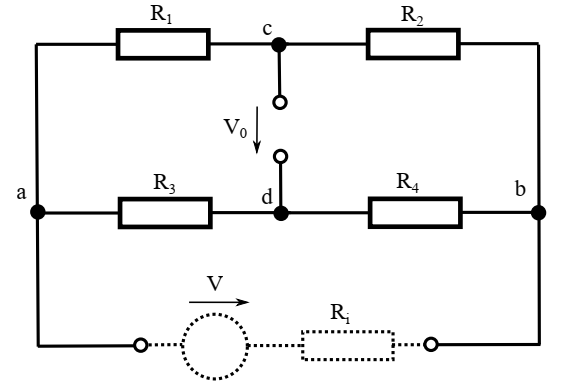 R₁
c
R₂
V₀
a
R₃
d
R₄
b
V
Rᵢ